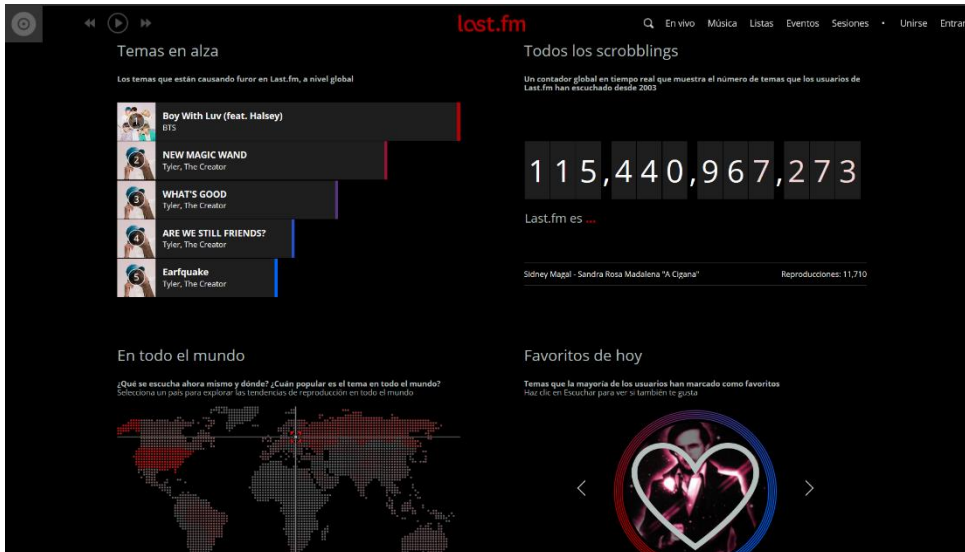 last.fm
En vivo Música Listas Eventos Sesiones • Unirse Entrar
Temas en alza
Los temas que están causando furor en Last.fm, a nivel global
1
Boy With Luv (feat. Halsey)
BTS
2
NEW MAGIC WAND
Tyler, The Creator
3
WHAT'S GOOD
Tyler, The Creator
4
ARE WE STILL FRIENDS?
Tyler, The Creator
5
Earfquake
Tyler, The Creator
Todos los scrobblings
Un contador global en tiempo real que muestra el número de temas que los usuarios de
Last.fm han escuchado desde 2003
115,440,967,273
Last.fm es ...
Sidney Magal - Sandra Rosa Madalena "A Cigana" Reproducciones: 11,710
En todo el mundo
¿Qué se escucha ahora mismo y dónde? ¿Cuán popular es el tema en todo el mundo?
Selecciona un país para explorar las tendencias de reproducción en todo el mundo
Favoritos de hoy
Temas que la mayoría de los usuarios han marcado como favoritos
Haz clic en Escuchar para ver si también te gusta